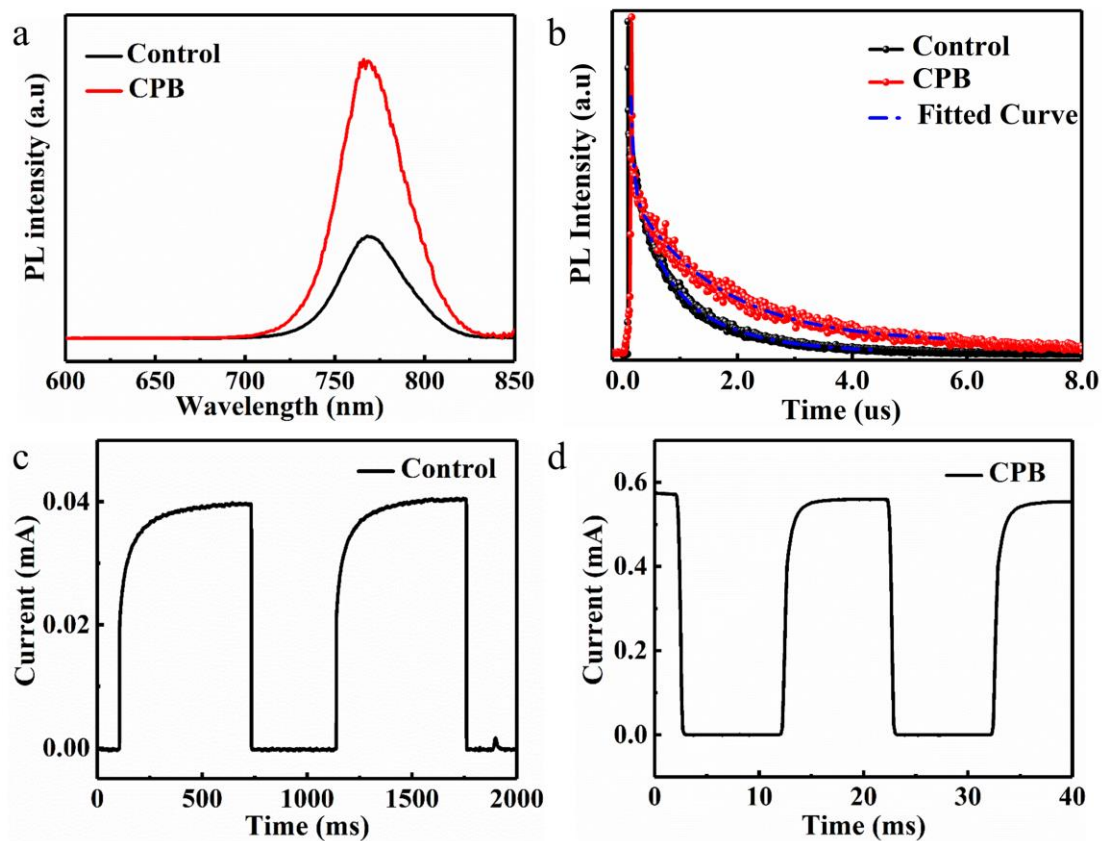 a
Control
CPB
PL intensity (a.u)
600 650 700 750 800 850
Wavelength (nm)
b
Control
CPB
Fitted Curve
PL Intensity (a.u)
0.0 2.0 4.0 6.0 8.0
Time (us)
c
Control
0.04
0.02
0.00
Current (mA)
0 500 1000 1500 2000
Time (ms)
d
CPB
0.6
0.4
0.2
0.0
Current (mA)
0 10 20 30 40
Time (ms)